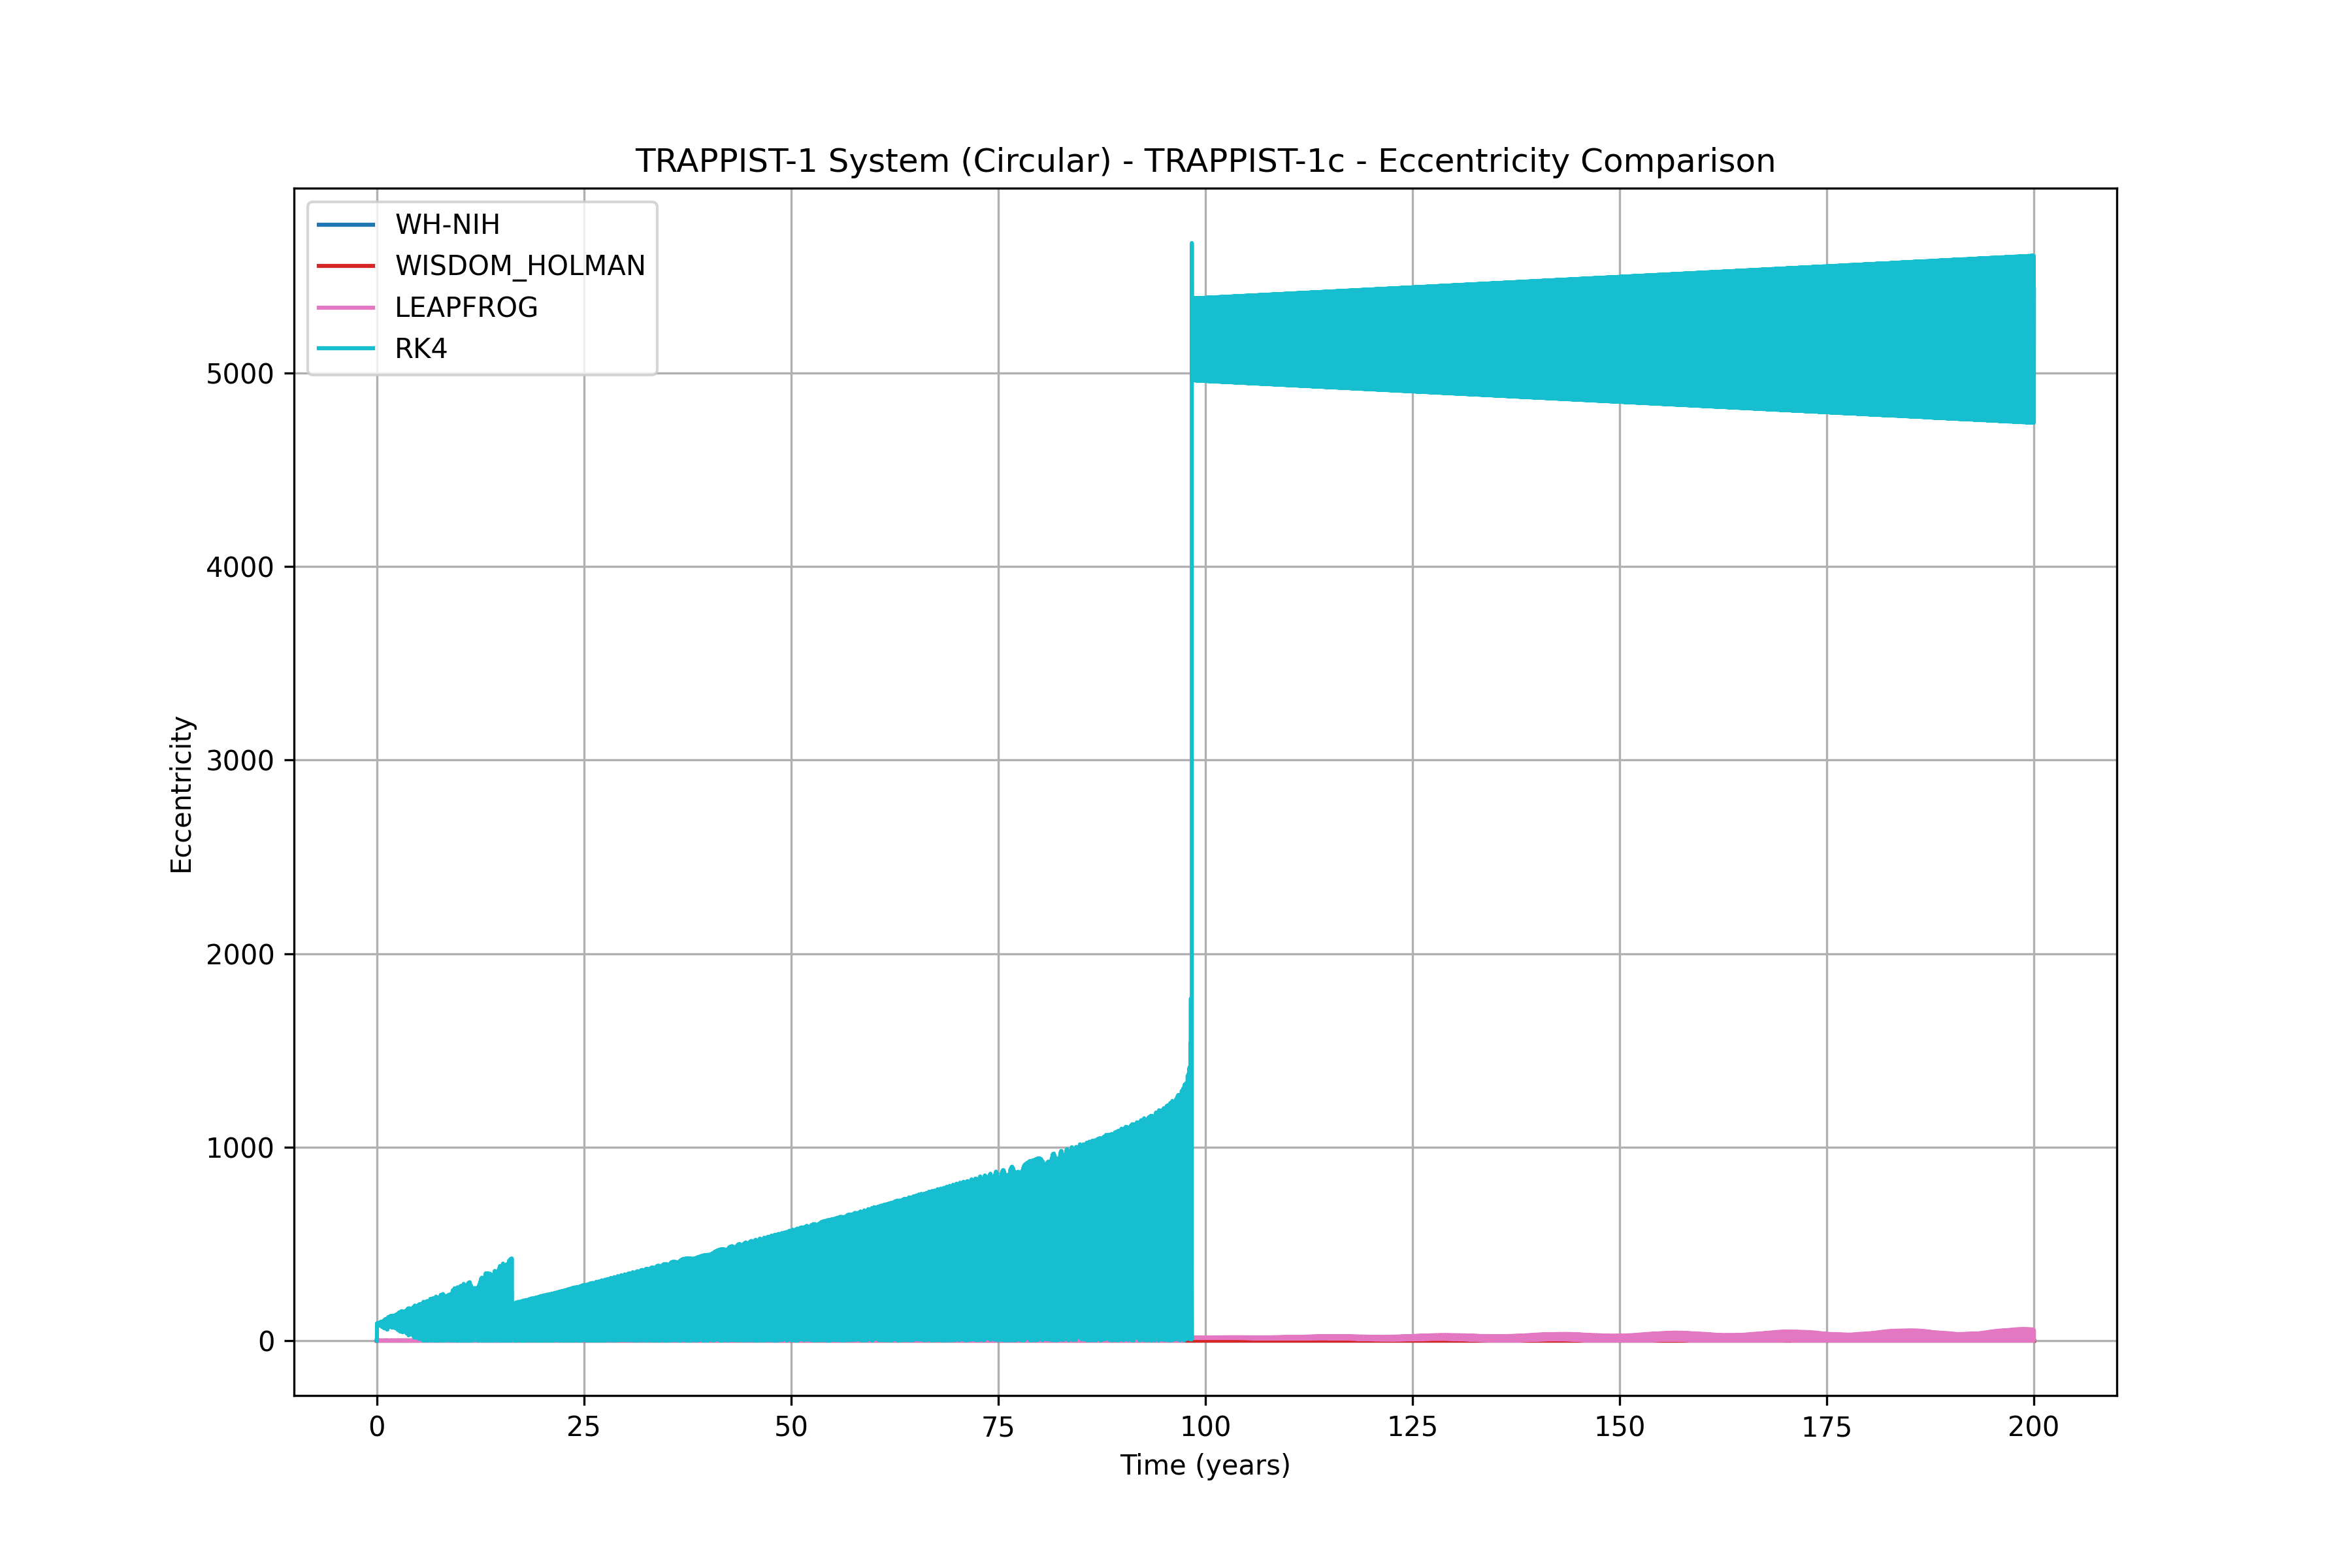 TRAPPIST-1 System (Circular) - TRAPPIST-1c - Eccentricity Comparison
WH-NIH
WISDOM_HOLMAN
LEAPFROG
RK4
Eccentricity
5000
4000
3000
2000
1000
0
0 25 50 75 100 125 150 175 200
Time (years)